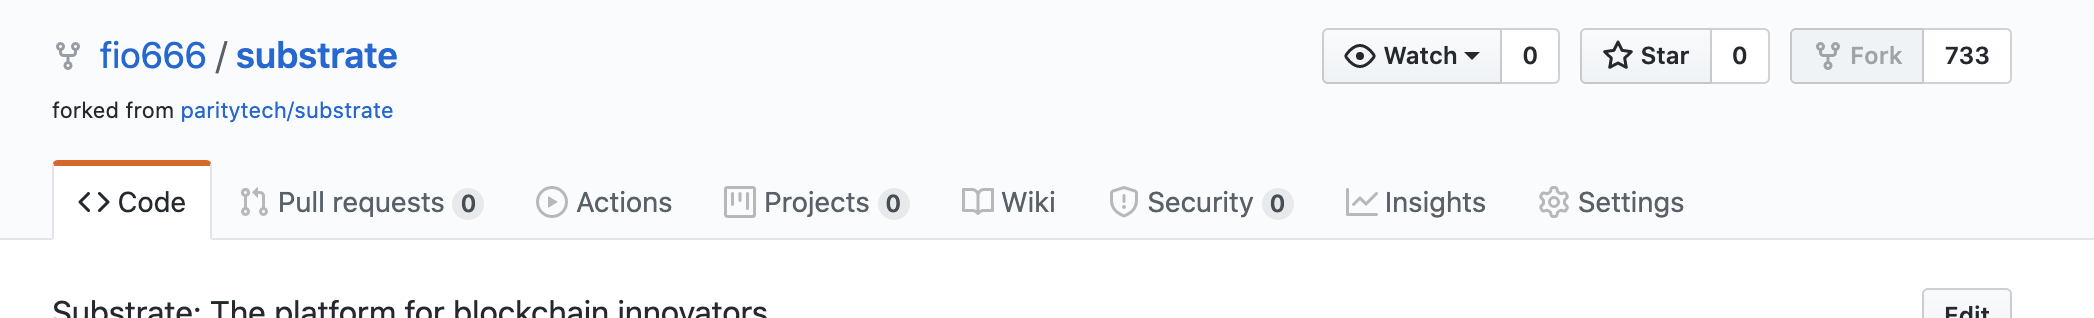 fio666 / substrate
Watch 0 Star 0 Fork 733
forked from paritytech/substrate
Code Pull requests 0 Actions Projects 0 Wiki Security 0 Insights Settings
Substrate: The platform for blockchain innovators
Edit